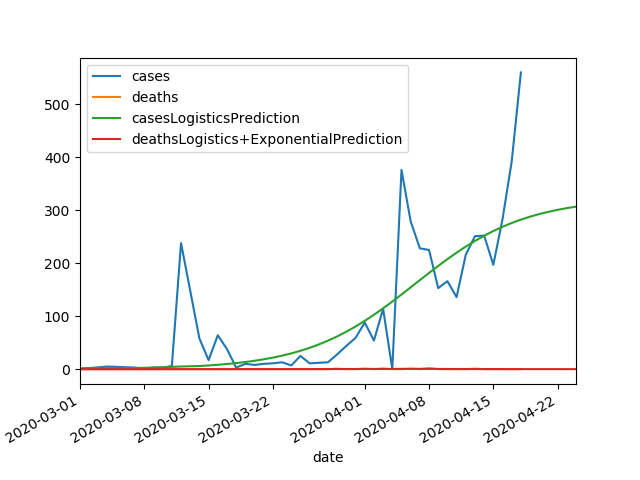 cases
deaths
casesLogisticsPrediction
deathsLogistics+ExponentialPrediction
500
400
300
200
100
0
2020-03-01
2020-03-08
2020-03-15
2020-03-22
2020-04-01
2020-04-08
2020-04-15
2020-04-22
date